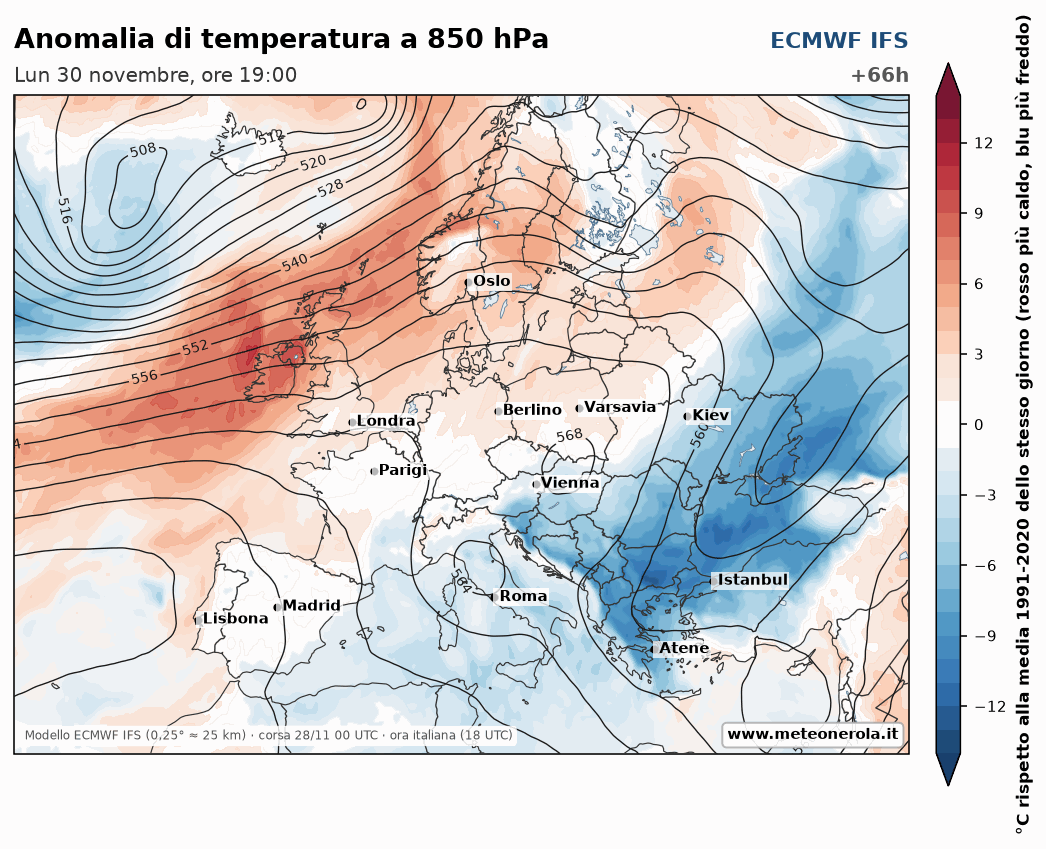 Anomalia di temperatura a 850 hPa
ECMWF IFS
Lun 30 novembre, ore 19:00
+66h
508
516
520
528
540
552
556
Oslo
Londra
Berlino
Varsavia
Kiev
568
560
Parigi
Vienna
564
Roma
Istanbul
Madrid
Lisbona
Atene
Modello ECMWF IFS (0,25° ≈ 25 km) · corsa 28/11 00 UTC · ora italiana (18 UTC)
www.meteonerola.it
12
9
6
3
0
−3
−6
−9
−12
°C rispetto alla media 1991-2020 dello stesso giorno (rosso più caldo, blu più freddo)